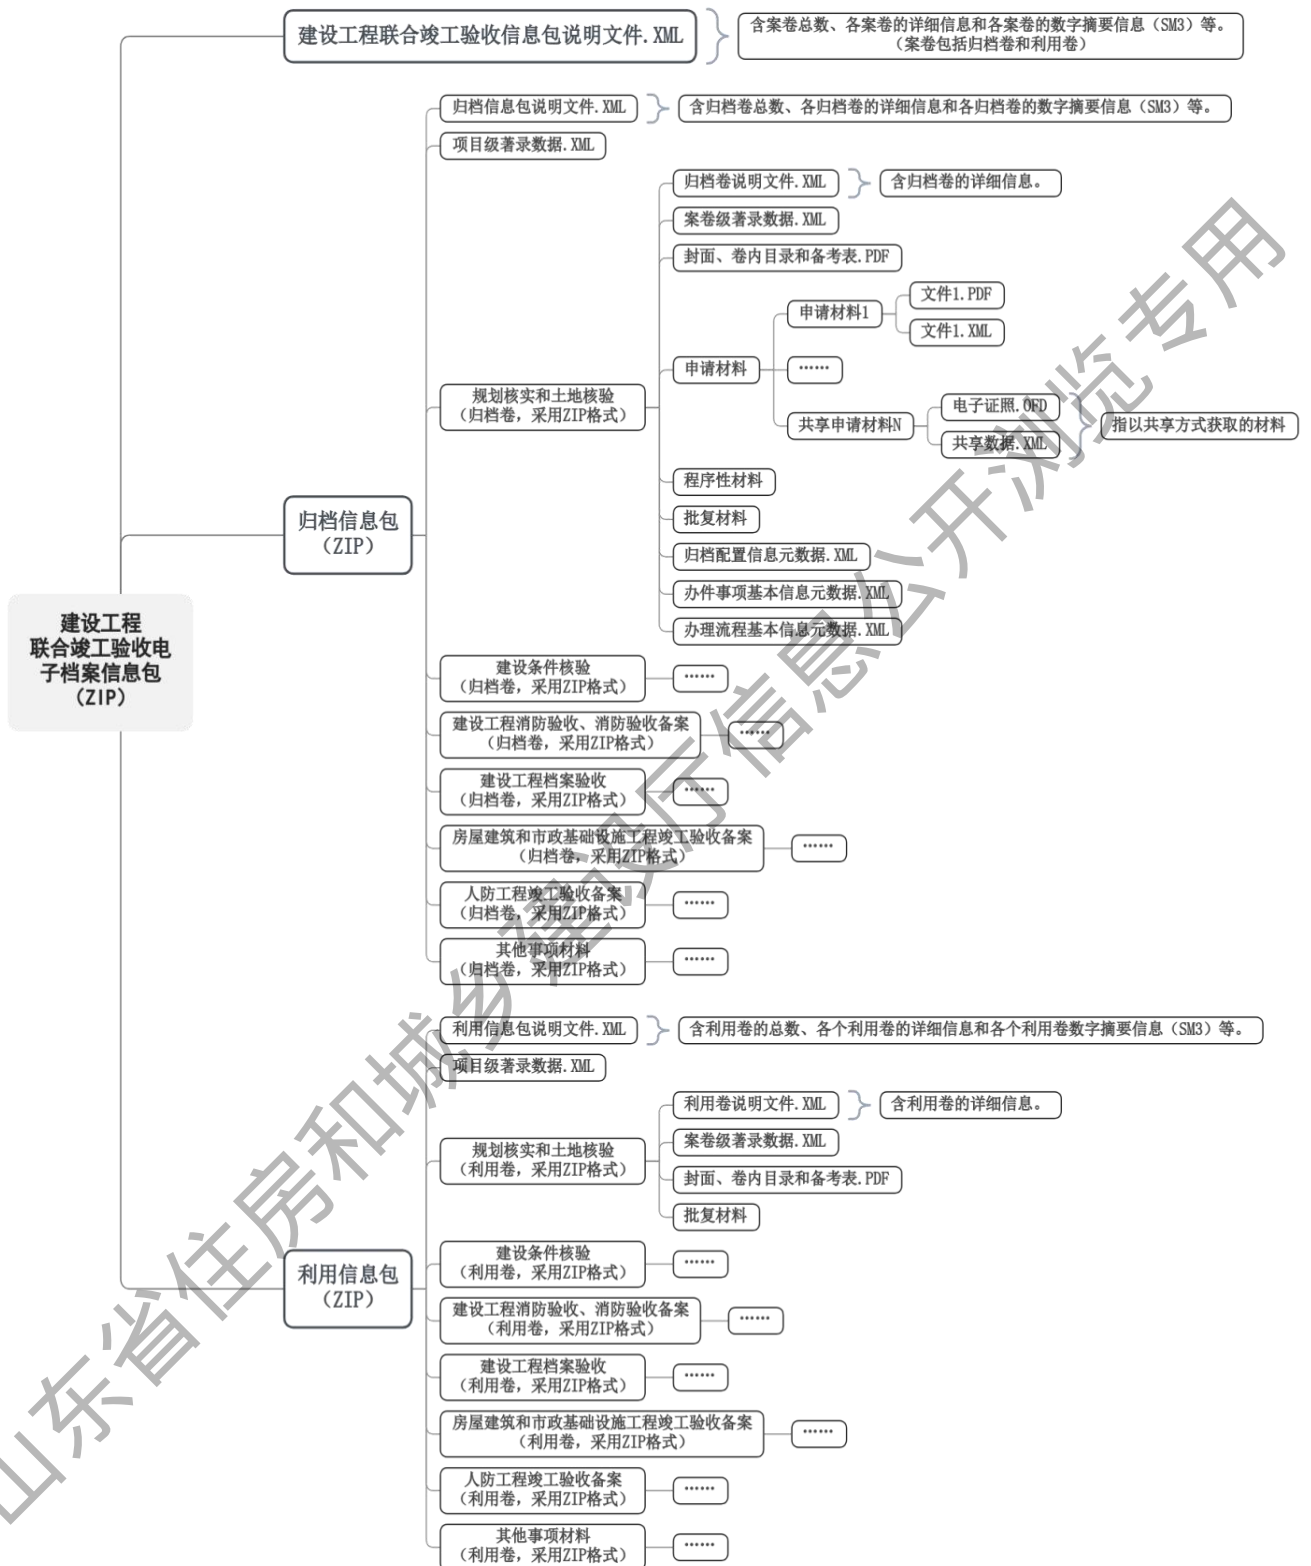 建设工程联合竣工验收信息包说明文件.XML
含案卷总数、各案卷的详细信息和各案卷的数字摘要信息（SM3）等。
（案卷包括归档卷和利用卷）
归档信息包说明文件.XML
含归档卷总数、各归档卷的详细信息和各归档卷的数字摘要信息（SM3）等。
项目级著录数据.XML
归档卷说明文件.XML
含归档卷的详细信息。
案卷级著录数据.XML
封面、卷内目录和备考表.PDF
文件1.PDF
申请材料1
文件1.XML
申请材料
······
规划核实和土地核验
（归档卷，采用ZIP格式）
电子证照.OFD
共享申请材料N
指以共享方式获取的材料
共享数据.XML
程序性材料
批复材料
归档信息包
（ZIP）
归档配置信息元数据.XML
办件事项基本信息元数据.XML
办理流程基本信息元数据.XML
建设工程
联合竣工验收电
子档案信息包
（ZIP）
建设条件核验
（归档卷，采用ZIP格式）
······
建设工程消防验收、消防验收备案
（归档卷，采用ZIP格式）
······
建设工程档案验收
（归档卷，采用ZIP格式）
······
房屋建筑和市政基础设施工程竣工验收备案
（归档卷，采用ZIP格式）
······
人防工程竣工验收备案
（归档卷，采用ZIP格式）
······
其他事项材料
（归档卷，采用ZIP格式）
······
利用信息包说明文件.XML
含利用卷的总数、各个利用卷的详细信息和各个利用卷数字摘要信息（SM3）等。
项目级著录数据.XML
利用卷说明文件.XML
含利用卷的详细信息。
案卷级著录数据.XML
规划核实和土地核验
（利用卷，采用ZIP格式）
封面、卷内目录和备考表.PDF
批复材料
利用信息包
（ZIP）
建设条件核验
（利用卷，采用ZIP格式）
······
建设工程消防验收、消防验收备案
（利用卷，采用ZIP格式）
······
建设工程档案验收
（利用卷，采用ZIP格式）
······
房屋建筑和市政基础设施工程竣工验收备案
（利用卷，采用ZIP格式）
······
人防工程竣工验收备案
（利用卷，采用ZIP格式）
······
其他事项材料
（利用卷，采用ZIP格式）
······
山东省住房和城乡建设厅信息公开浏览专用